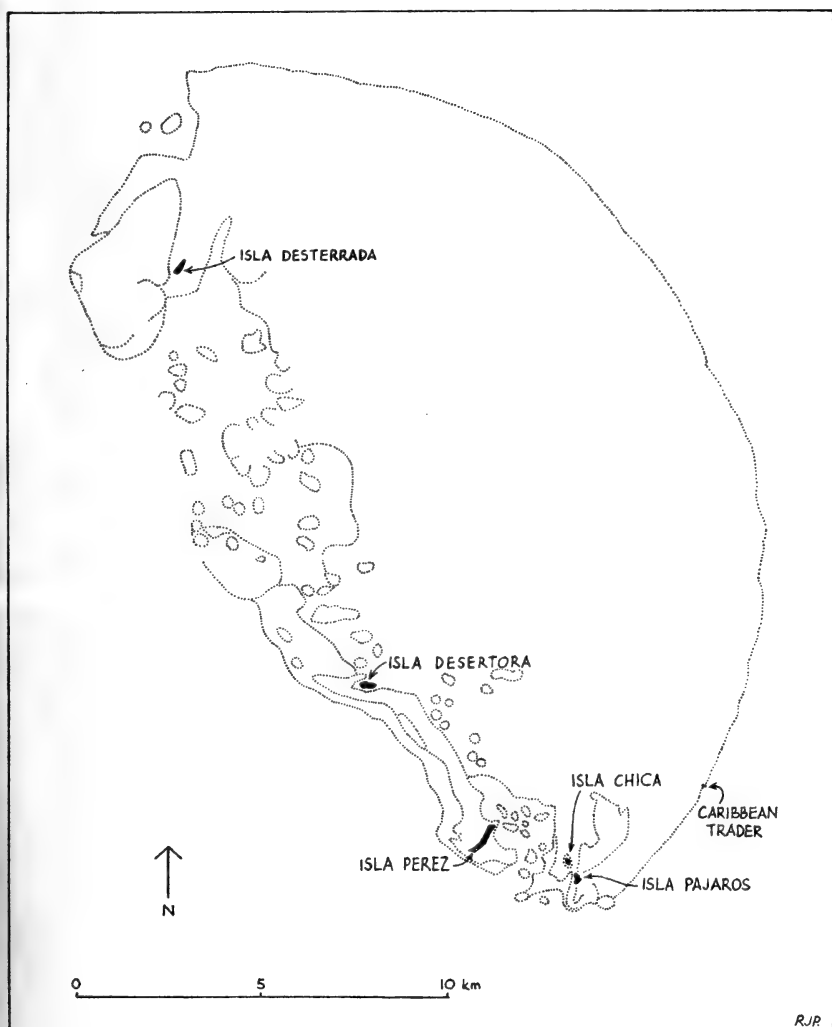 ISLA DESTERRADA
ISLA DESERTORA
ISLA CHICA
CARIBBEAN
TRADER
ISLA PEREZ
ISLA PAJAROS
N
0 5 10 km
RJP.